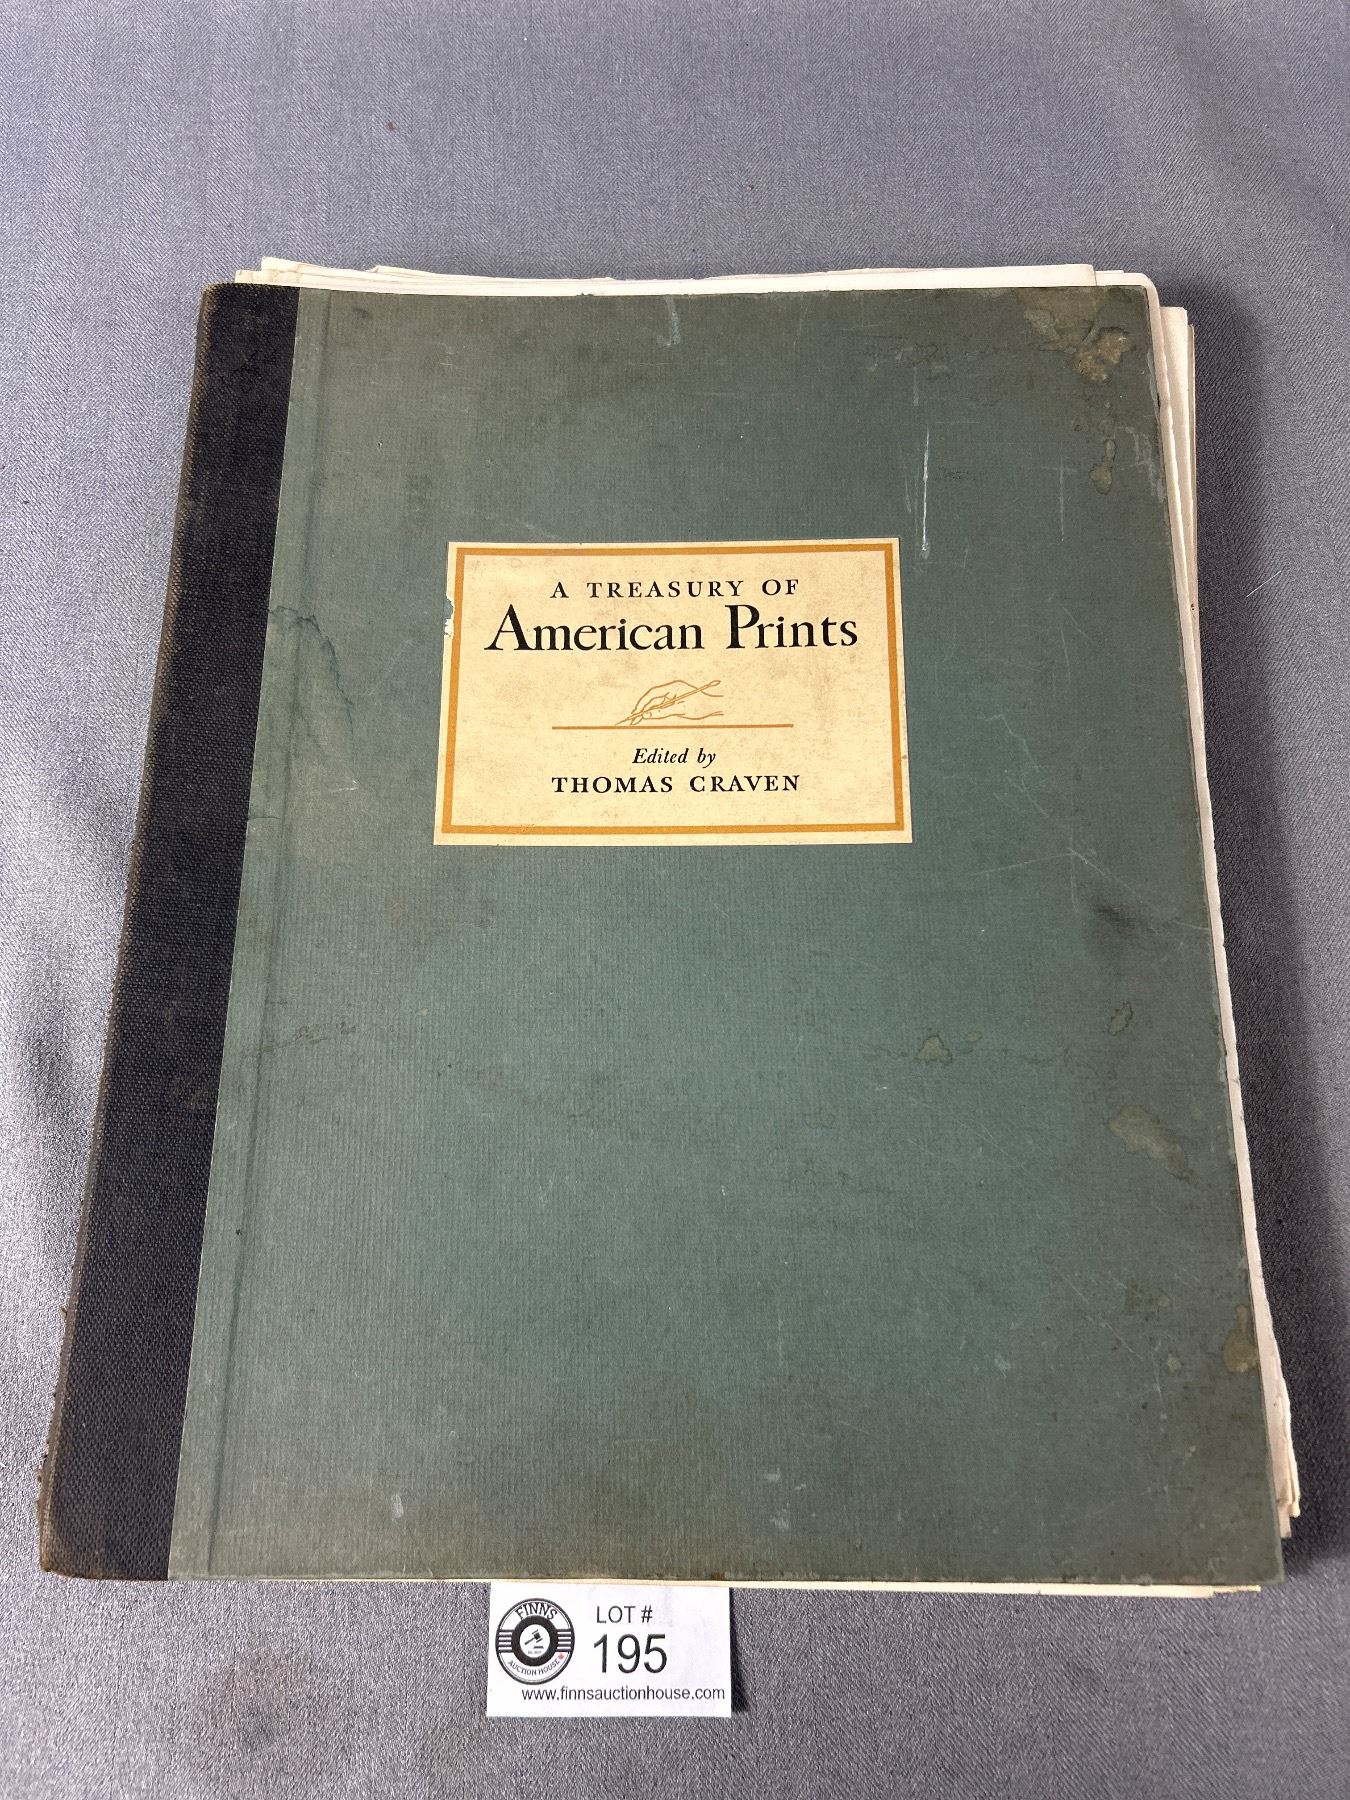 A TREASURY OF
American Prints
Edited by
THOMAS CRAVEN
FINNS
AUCTION HOUSE
LOT #
195
www.finnsauctionhouse.com